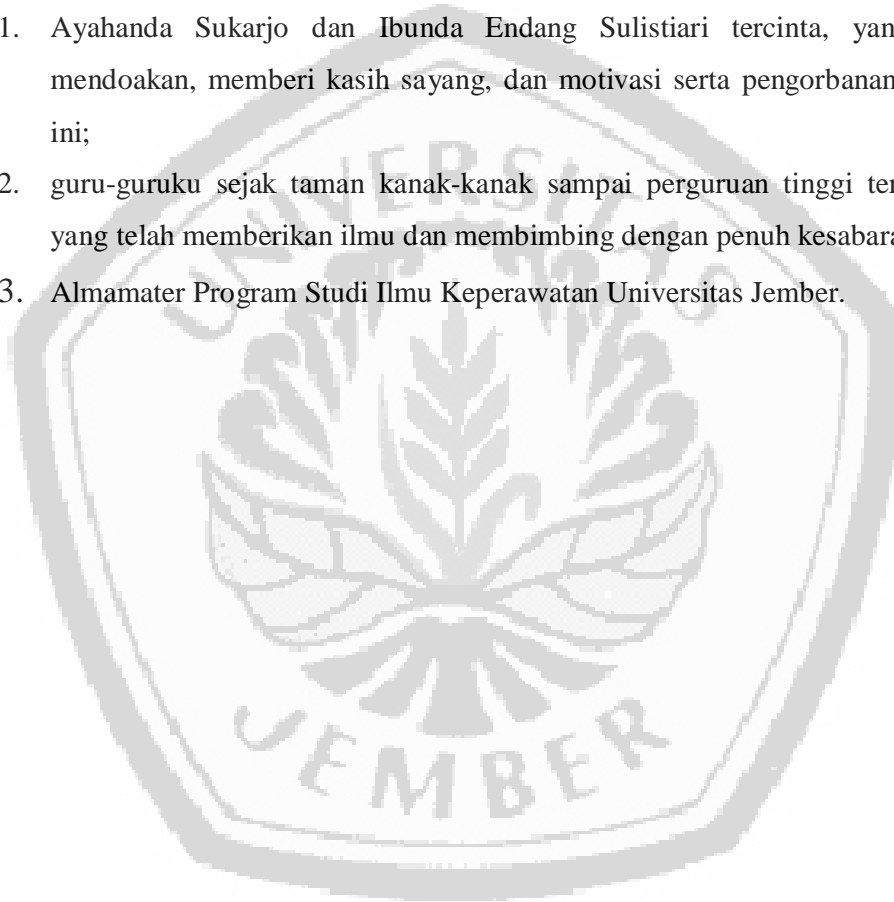 1. Ayahanda Sukarjo dan Ibunda Endang Sulistiari tercinta, yan
mendoakan, memberi kasih sayang, dan motivasi serta pengorbanan
ini;
2. guru-guruku sejak taman kanak-kanak sampai perguruan tinggi ter
yang telah memberikan ilmu dan membimbing dengan penuh kesabara
3. Almamater Program Studi Ilmu Keperawatan Universitas Jember.
UNIVERSITAS
JEMBER